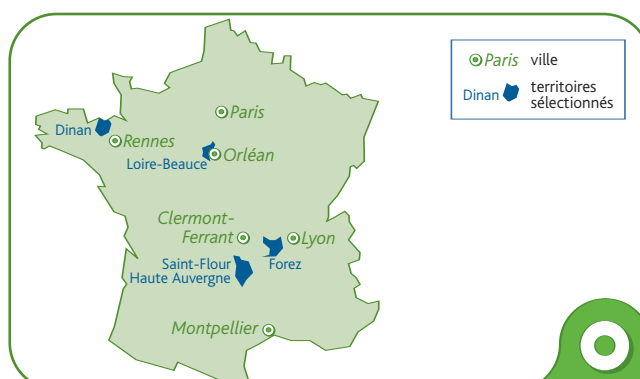 Paris ville
Dinan territoires
sélectionnés
Paris
Dinan
Rennes
Loire-Beauce
Orléan
Clermont-
Ferrant
Lyon
Saint-Flour
Haute Auvergne
Forez
Montpellier